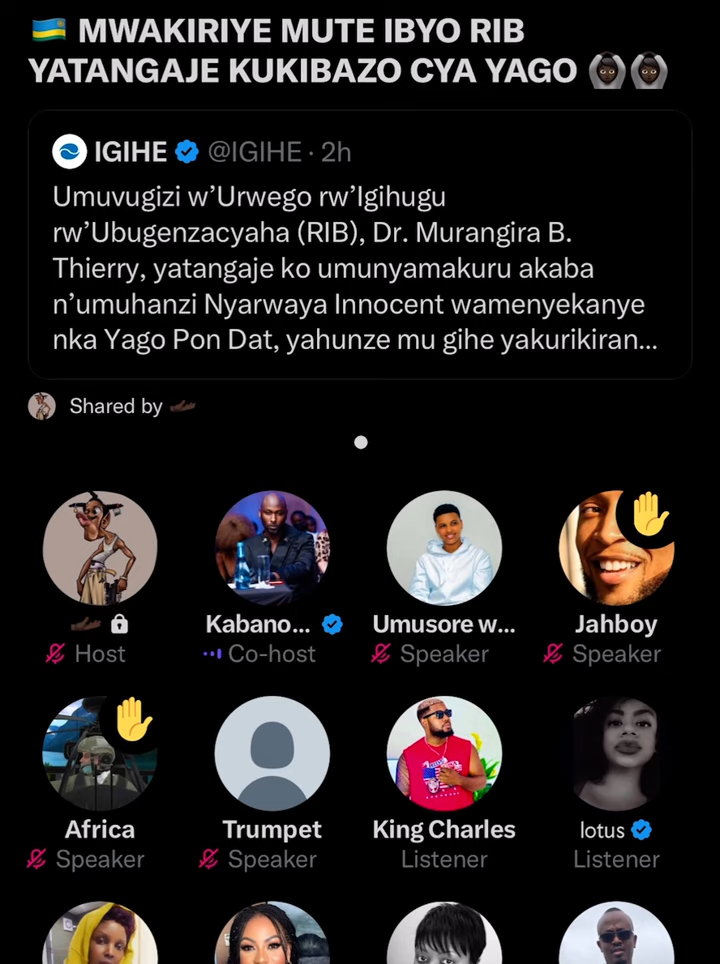 🇷🇼 MWAKIRIYE MUTE IBYO RIB
YATANGAJE KUKIBAZO CYA YAGO 🙆🏿🙆🏿
IGIHE @IGIHE · 2h
Umuvugizi w’Urwego rw’Igihugu
rw’Ubugenzacyaha (RIB), Dr. Murangira B.
Thierry, yatangaje ko umunyamakuru akaba
n’umuhanzi Nyarwaya Innocent wamenyekanye
nka Yago Pon Dat, yahunze mu gihe yakurikiran...
Shared by
Host
Kabano...
Co-host
Umusore w...
Speaker
Jahboy
Speaker
Africa
Speaker
Trumpet
Speaker
King Charles
Listener
lotus
Listener